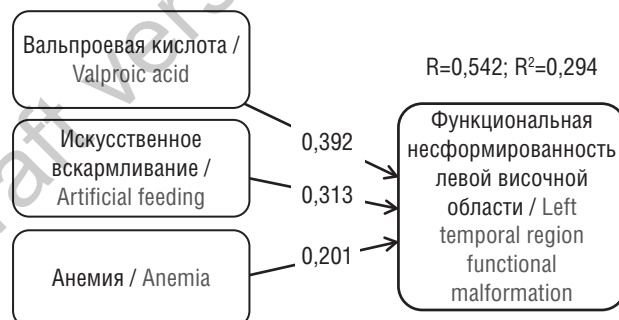 Вальпроевая кислота /
Valproic acid
Искусственное
вскармливание /
Artificial feeding
Анемия / Anemia
0,392
0,313
0,201
R=0,542; R²=0,294
Функциональная
несформированность
левой височной
области / Left
temporal region
functional
malformation